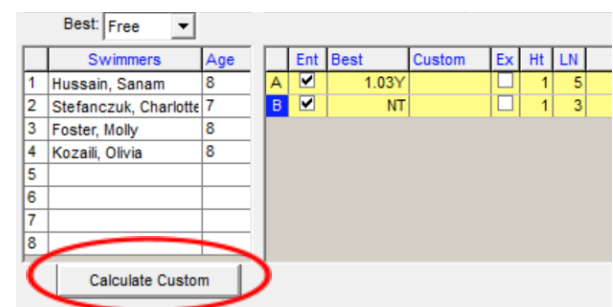 Best: Free
Swimmers Age Ent Best Custom Ex Ht LN
1 Hussain, Sanam 8 A 1.03Y 1 5
2 Stefanczuk, Charlotte 7 B NT 1 3
3 Foster, Molly 8
4 Kozaili, Olivia 8
5
6
7
8
Calculate Custom